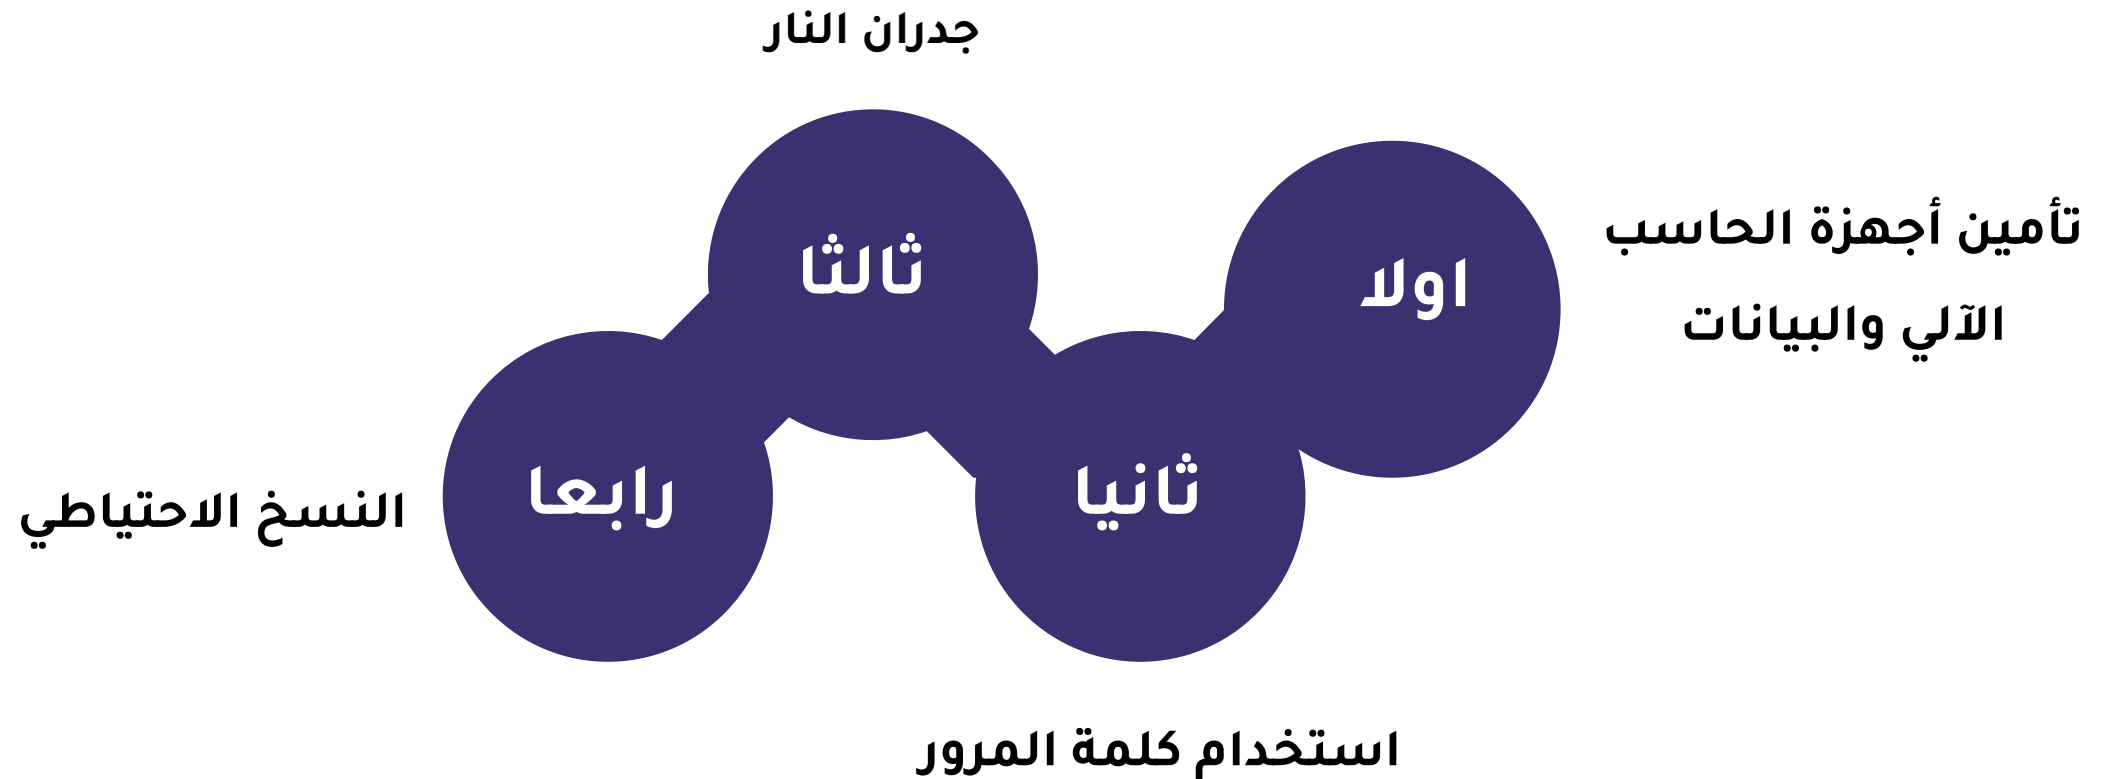 جدران النار
تأمين أجهزة الحاسب
الآلي والبيانات
اولا
ثالثا
ثانيا
رابعا
النسخ الاحتياطي
استخدام كلمة المرور